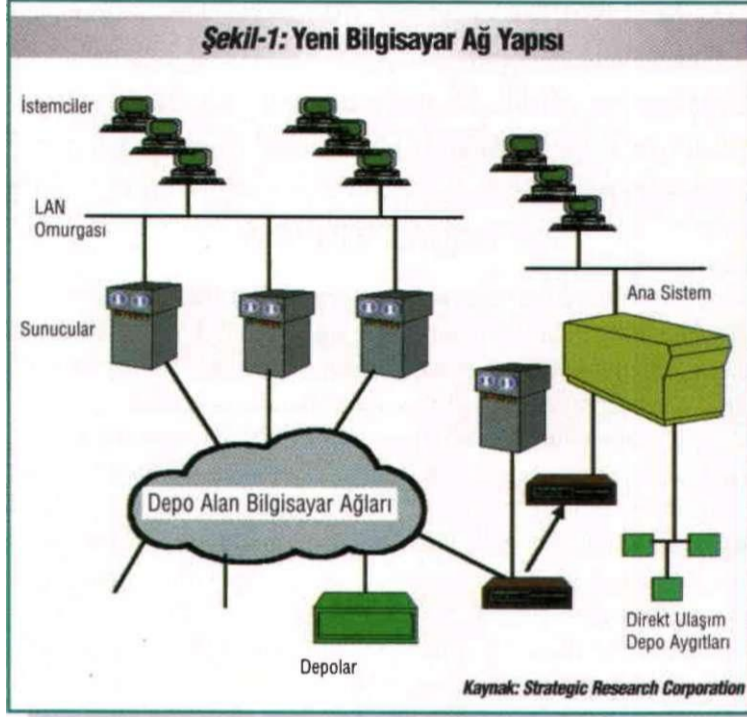 Şekil-1: Yeni Bilgisayar Ağ Yapısı
İstemciler
LAN
Omurgası
Ana Sistem
Sunucular
Depo Alan Bilgisayar Ağları
Direkt Ulaşım
Depo Aygıtları
Depolar
Kaynak: Strategic Research Corporation